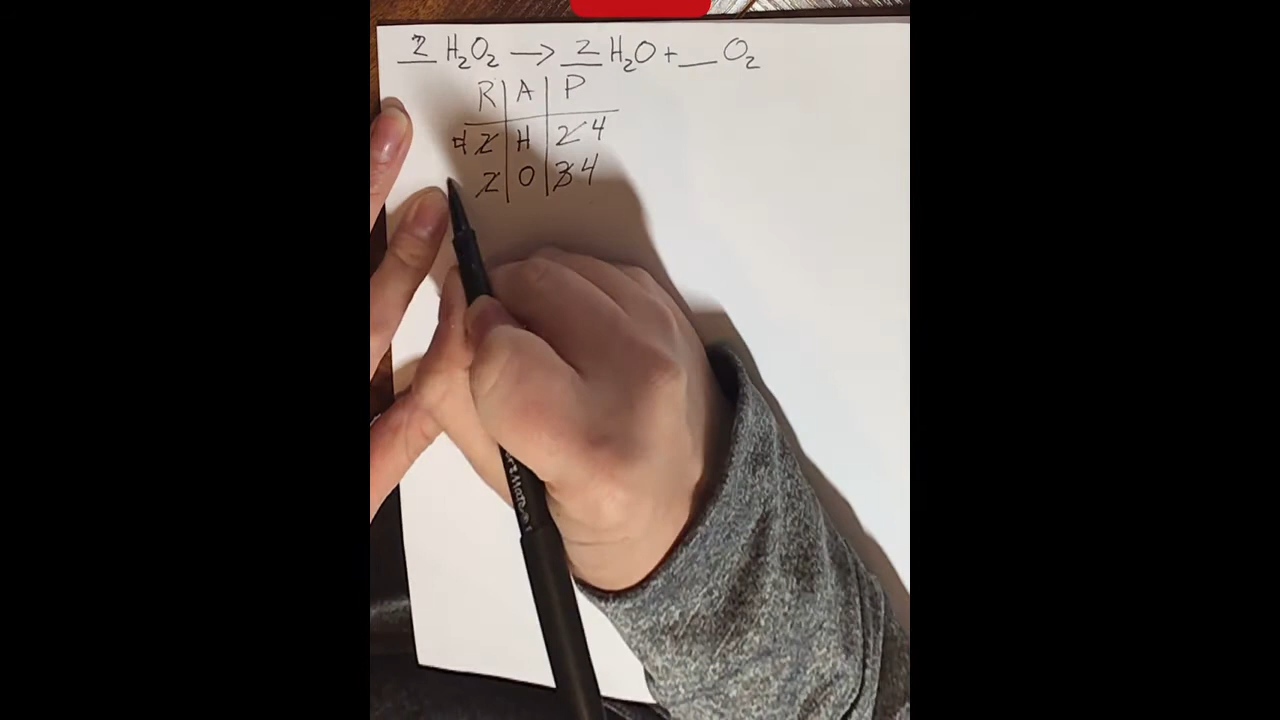 2 H₂O₂ → 2 H₂O + __ O₂
R | A | P
4 2 | H | 2 4
2 | O | 3 4